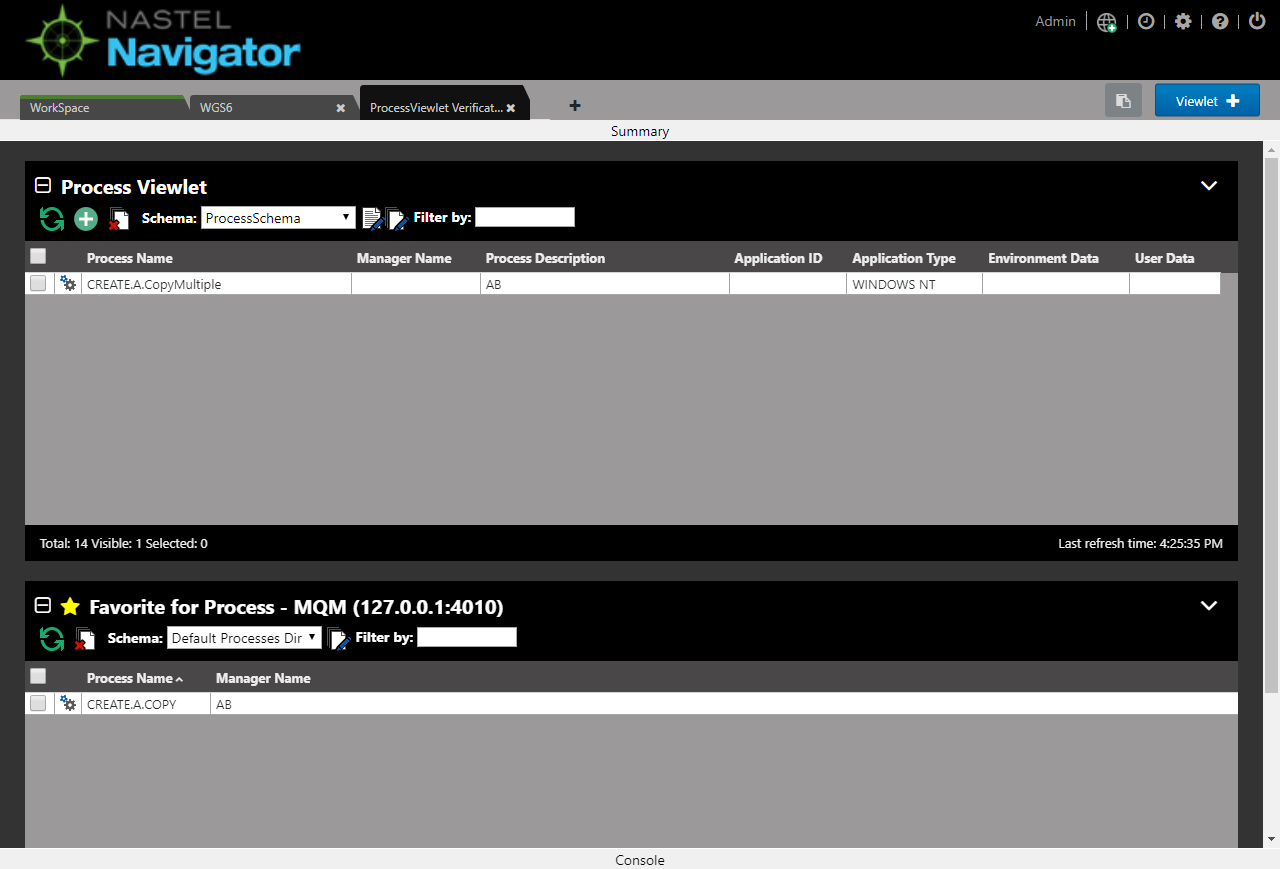 NASTEL
Navigator
Admin
WorkSpace WGS6 ProcessViewlet Verificat...
Viewlet
Summary
Process Viewlet
Schema: ProcessSchema Filter by:
Process Name Manager Name Process Description Application ID Application Type Environment Data User Data
CREATE.A.CopyMultiple AB WINDOWS NT
Total: 14 Visible: 1 Selected: 0 Last refresh time: 4:25:35 PM
Favorite for Process - MQM (127.0.0.1:4010)
Schema: Default Processes Dir Filter by:
Process Name Manager Name
CREATE.A.COPY AB
Console